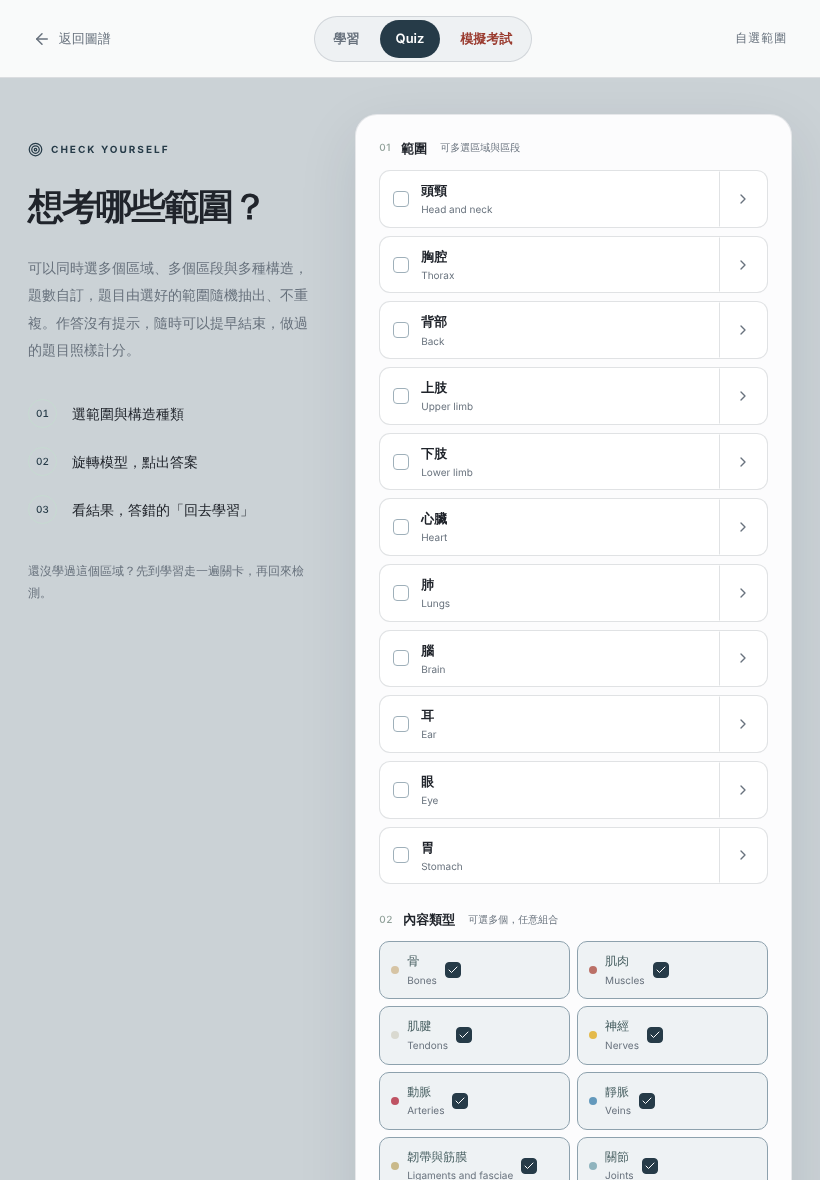 返回圖譜
學習
Quiz
模擬考試
自選範圍
CHECK YOURSELF
想考哪些範圍？
可以同時選多個區域、多個區段與多種構造，
題數自訂，題目由選好的範圍隨機抽出、不重
複。作答沒有提示，隨時可以提早結束，做過
的題目照樣計分。
01 選範圍與構造種類
02 旋轉模型，點出答案
03 看結果，答錯的「回去學習」
還沒學過這個區域？先到學習走一遍關卡，再回來檢
測。
01 範圍 可多選區域與區段
頭頸
Head and neck
胸腔
Thorax
背部
Back
上肢
Upper limb
下肢
Lower limb
心臟
Heart
肺
Lungs
腦
Brain
耳
Ear
眼
Eye
胃
Stomach
02 內容類型 可選多個，任意組合
骨
Bones
肌肉
Muscles
肌腱
Tendons
神經
Nerves
動脈
Arteries
靜脈
Veins
韌帶與筋膜
Ligaments and fasciae
關節
Joints